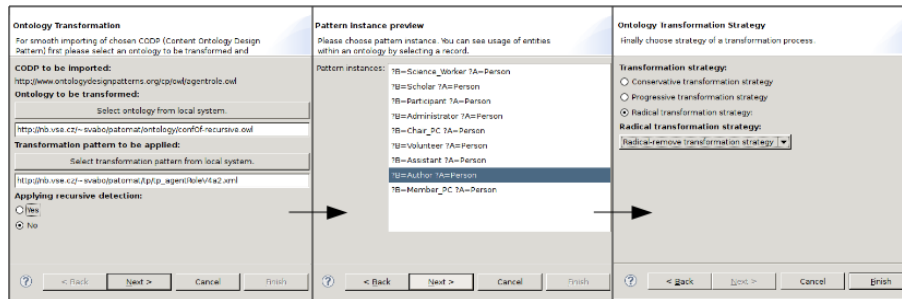 Ontology Transformation
For smooth importing of chosen CODP (Content Ontology Design
Pattern) first please select an ontology to be transformed and
CODP to be imported:
http://www.ontologydesignpatterns.org/cp/owl/agentrole.owl
Ontology to be transformed:
Select ontology from local system.
http://nb.vse.cz/~svabo/patomat/ontology/confOf-recursive.owl
Transformation pattern to be applied:
Select transformation pattern from local system.
http://nb.vse.cz/~svabo/patomat/tp/tp_agentRoleV4a2.xml
Applying recursive detection:
Yes
No
< Back
Next >
Cancel
Finish
Pattern instance preview
Please choose pattern instance. You can see usage of entities
within an ontology by selecting a record.
Pattern instances:
?B=Science_Worker ?A=Person
?B=Scholar ?A=Person
?B=Participant ?A=Person
?B=Administrator ?A=Person
?B=Chair_PC ?A=Person
?B=Volunteer ?A=Person
?B=Assistant ?A=Person
?B=Author ?A=Person
?B=Member_PC ?A=Person
< Back
Next >
Cancel
Finish
Ontology Transformation Strategy
Finally choose strategy of a transformation process.
Transformation strategy:
Conservative transformation strategy
Progressive transformation strategy
Radical transformation strategy:
Radical transformation strategy:
Radical-remove transformation strategy
< Back
Next >
Cancel
Finish